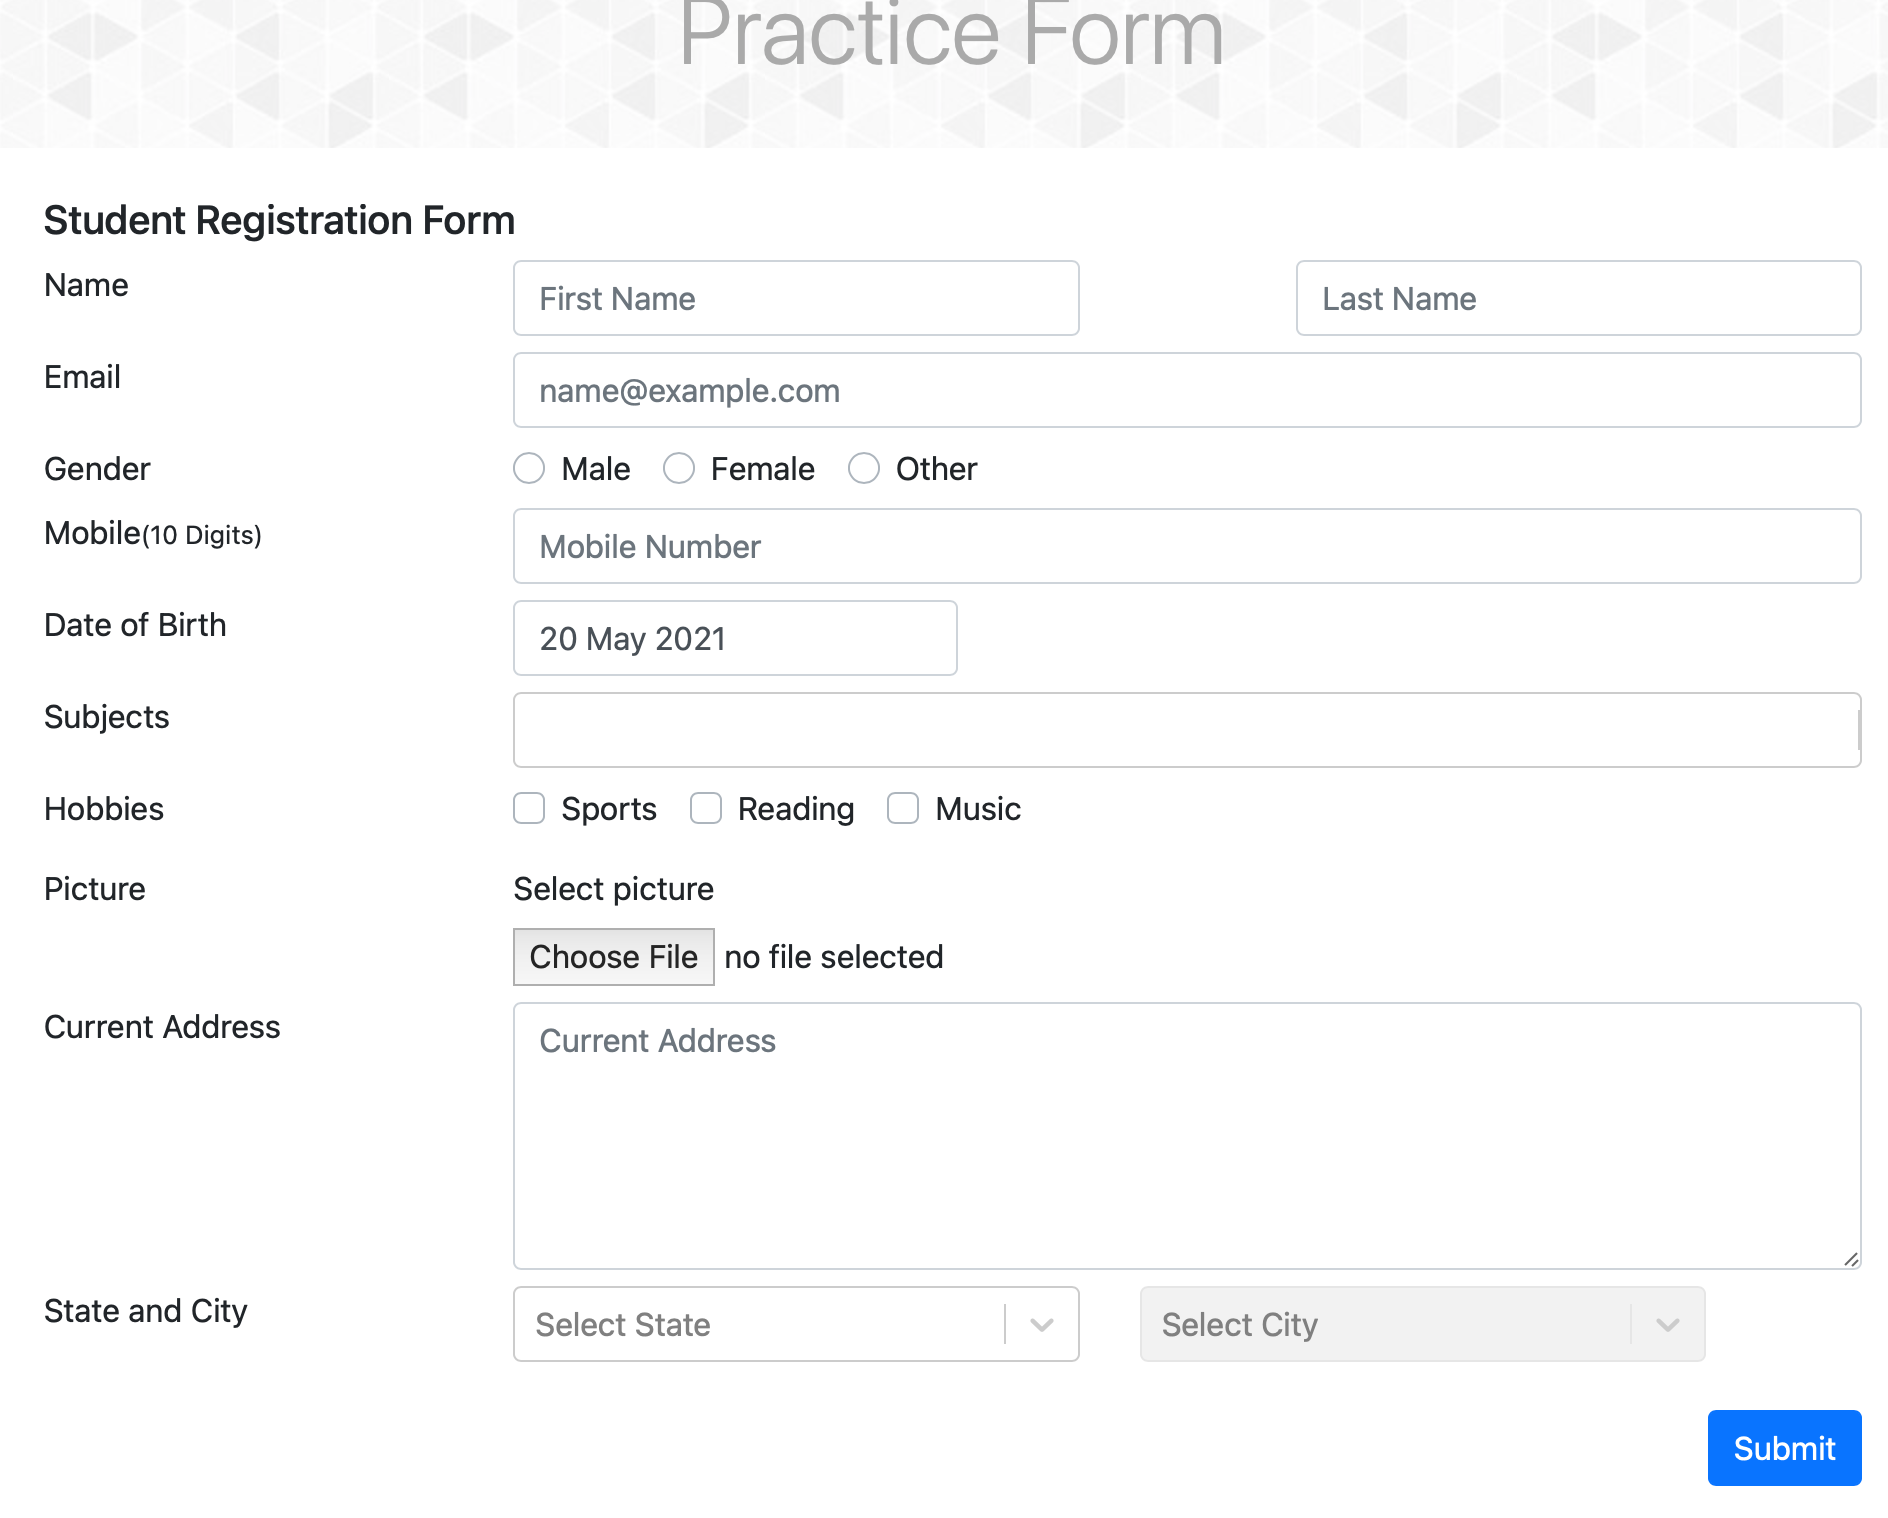 Practice Form
Student Registration Form
Name First Name Last Name
Email name@example.com
Gender Male Female Other
Mobile(10 Digits) Mobile Number
Date of Birth 20 May 2021
Subjects
Hobbies Sports Reading Music
Picture Select picture
Choose File no file selected
Current Address Current Address
State and City Select State Select City
Submit